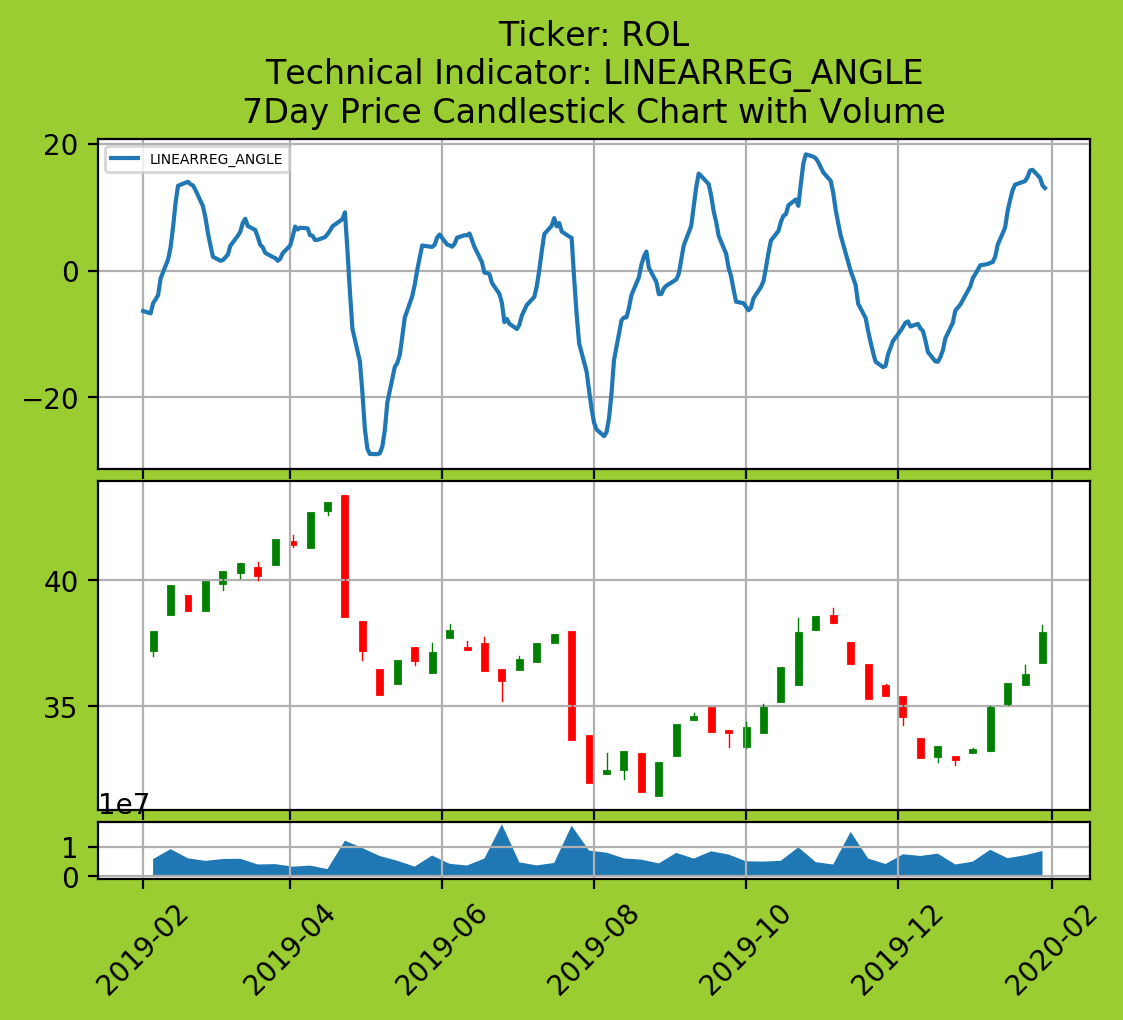 Ticker: ROL
Technical Indicator: LINEARREG_ANGLE
7Day Price Candlestick Chart with Volume
20
LINEARREG_ANGLE
0
−20
40
35
1e7
1
0
2019-02
2019-04
2019-06
2019-08
2019-10
2019-12
2020-02